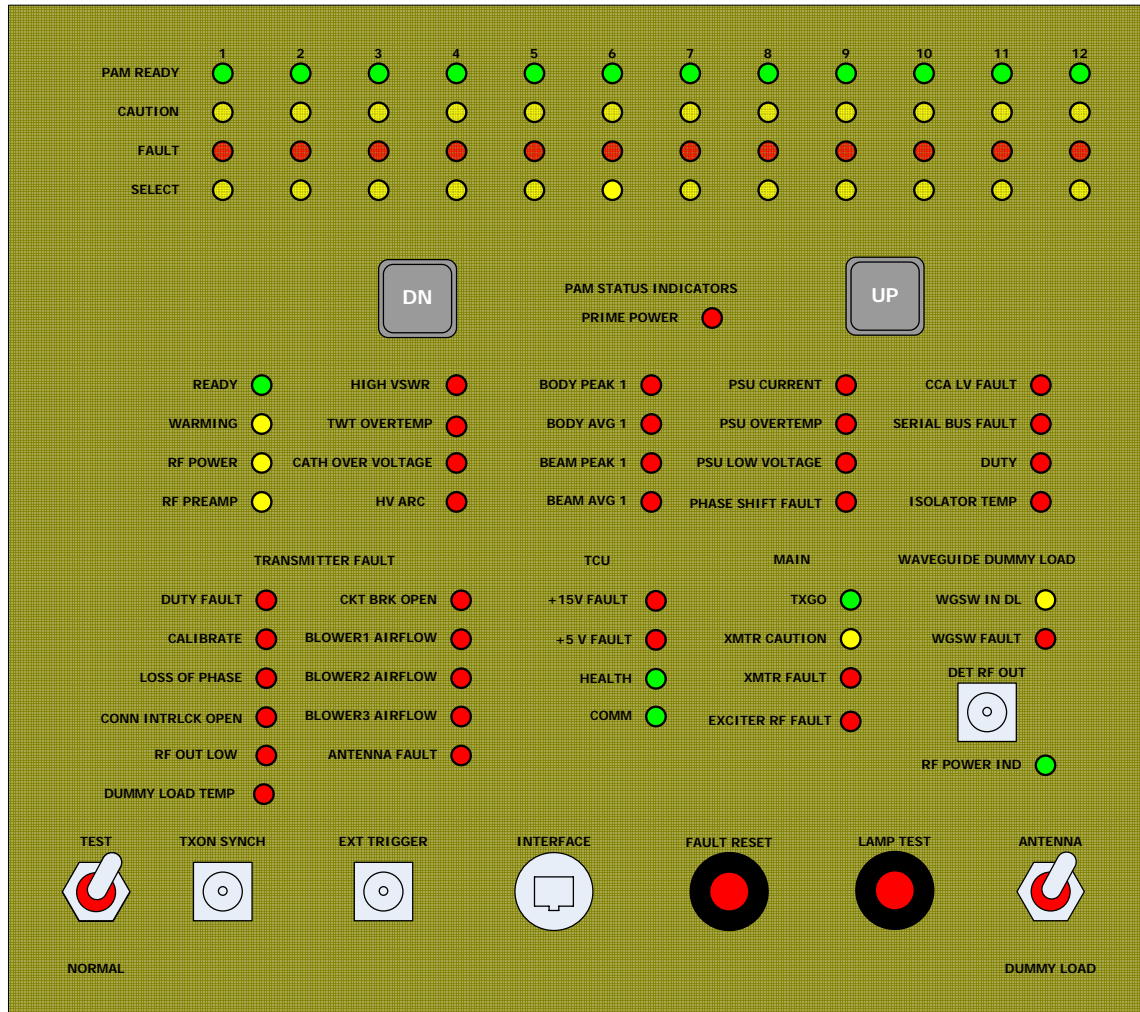 1 2 3 4 5 6 7 8 9 10 11 12
PAM READY
CAUTION
FAULT
SELECT
DN
PAM STATUS INDICATORS
UP
PRIME POWER
READY HIGH VSWR BODY PEAK 1 PSU CURRENT CCA LV FAULT
WARMING TWT OVERTEMP BODY AVG 1 PSU OVERTEMP SERIAL BUS FAULT
RF POWER CATH OVER VOLTAGE BEAM PEAK 1 PSU LOW VOLTAGE DUTY
RF PREAMP HV ARC BEAM AVG 1 PHASE SHIFT FAULT ISOLATOR TEMP
TRANSMITTER FAULT TCU MAIN WAVEGUIDE DUMMY LOAD
DUTY FAULT CKT BRK OPEN +15V FAULT TXGO WGSW IN DL
CALIBRATE BLOWER1 AIRFLOW +5 V FAULT XMTR CAUTION WGSW FAULT
LOSS OF PHASE BLOWER2 AIRFLOW HEALTH XMTR FAULT DET RF OUT
CONN INTRLCK OPEN BLOWER3 AIRFLOW COMM EXCITER RF FAULT
RF OUT LOW ANTENNA FAULT RF POWER IND
DUMMY LOAD TEMP
TEST TXON SYNCH EXT TRIGGER INTERFACE FAULT RESET LAMP TEST ANTENNA
NORMAL DUMMY LOAD